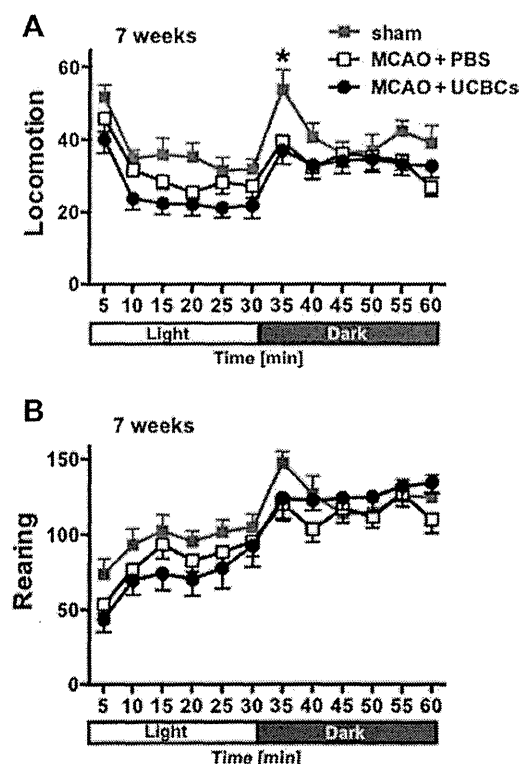 A
7 weeks
sham
MCAO + PBS
MCAO + UCBCs
*
Locomotion
60
40
20
0
5 10 15 20 25 30 35 40 45 50 55 60
Light Dark
Time [min]
B
7 weeks
Rearing
150
100
50
0
5 10 15 20 25 30 35 40 45 50 55 60
Light Dark
Time [min]